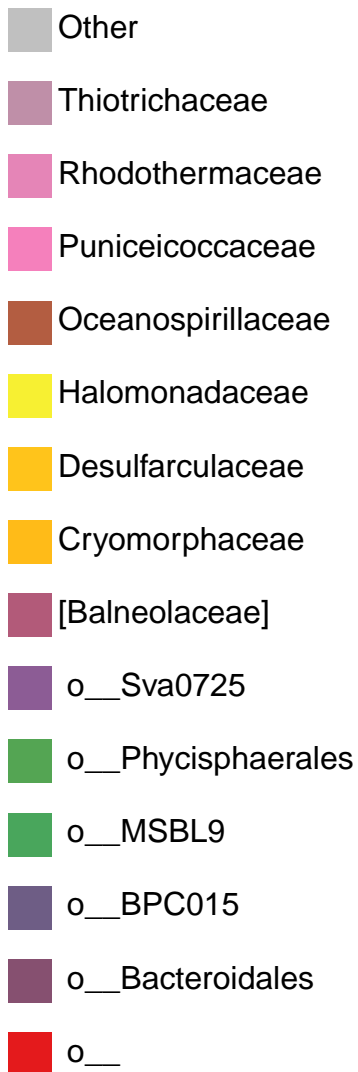 Other
Thiotrichaceae
Rhodothermaceae
Puniceicoccaceae
Oceanospirillaceae
Halomonadaceae
Desulfarculaceae
Cryomorphaceae
[Balneolaceae]
o__Sva0725
o__Phycisphaerales
o__MSBL9
o__BPC015
o__Bacteroidales
o__